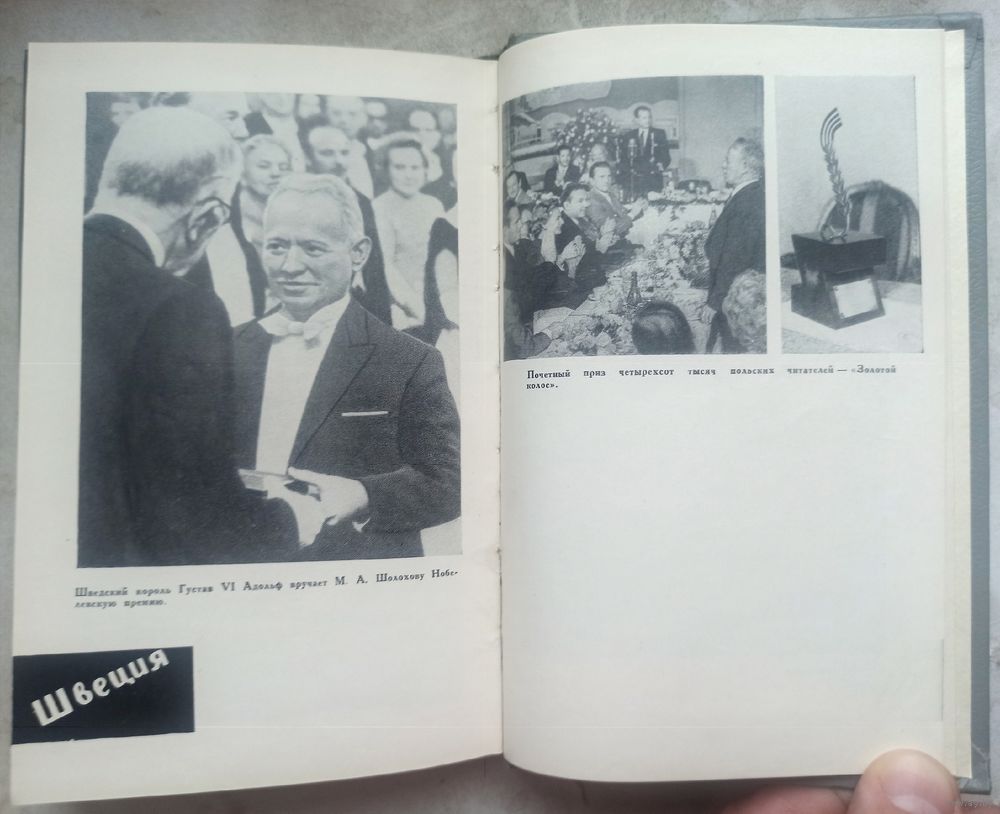 Шведский король Густав VI Адольф вручает М. А. Шолохову Нобе-
левскую премию.
Швеция
Почетный приз четырехсот тысяч польских читателей — «Золотой
колос».